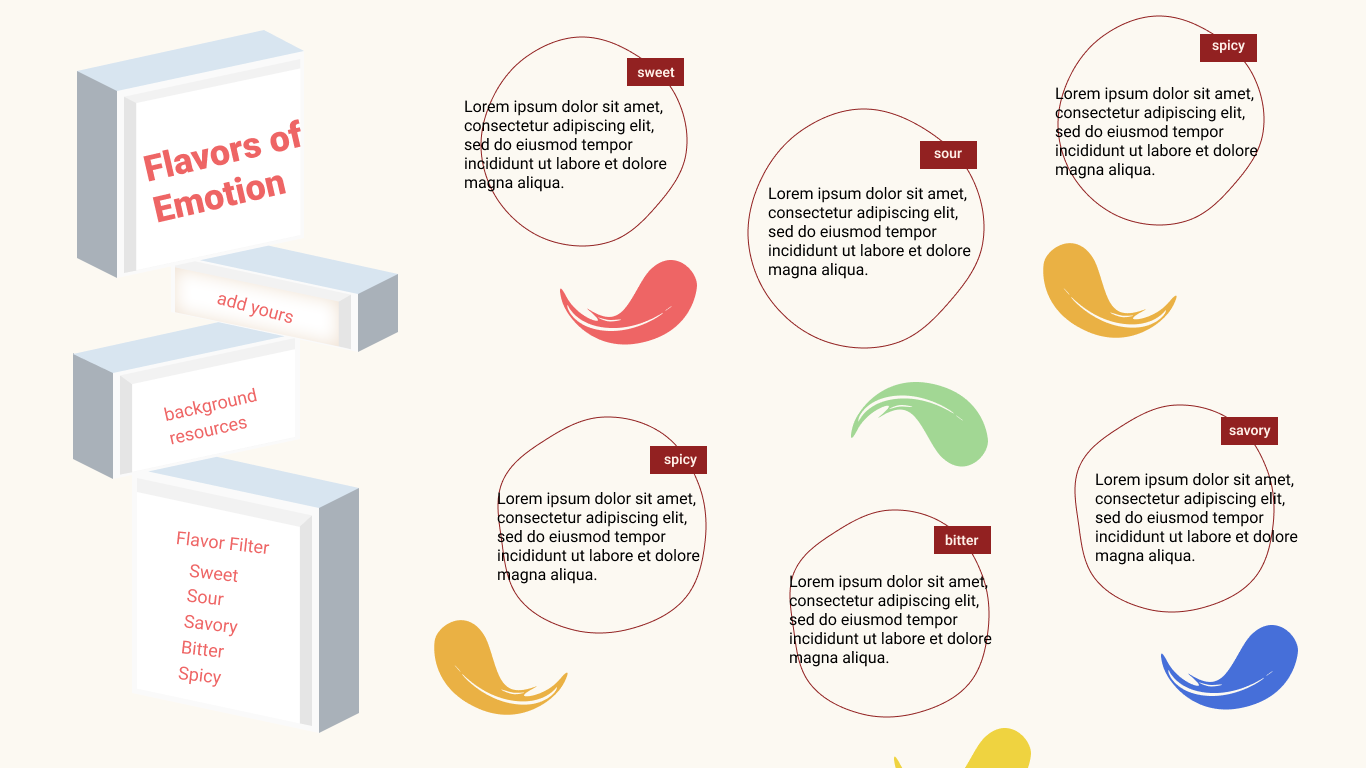 Flavors of
Emotion
add yours
background
resources
Flavor Filter
Sweet
Sour
Savory
Bitter
Spicy
sweet
Lorem ipsum dolor sit amet,
consectetur adipiscing elit,
sed do eiusmod tempor
incididunt ut labore et dolore
magna aliqua.
sour
Lorem ipsum dolor sit amet,
consectetur adipiscing elit,
sed do eiusmod tempor
incididunt ut labore et dolore
magna aliqua.
spicy
Lorem ipsum dolor sit amet,
consectetur adipiscing elit,
sed do eiusmod tempor
incididunt ut labore et dolore
magna aliqua.
spicy
Lorem ipsum dolor sit amet,
consectetur adipiscing elit,
sed do eiusmod tempor
incididunt ut labore et dolore
magna aliqua.
bitter
Lorem ipsum dolor sit amet,
consectetur adipiscing elit,
sed do eiusmod tempor
incididunt ut labore et dolore
magna aliqua.
savory
Lorem ipsum dolor sit amet,
consectetur adipiscing elit,
sed do eiusmod tempor
incididunt ut labore et dolore
magna aliqua.